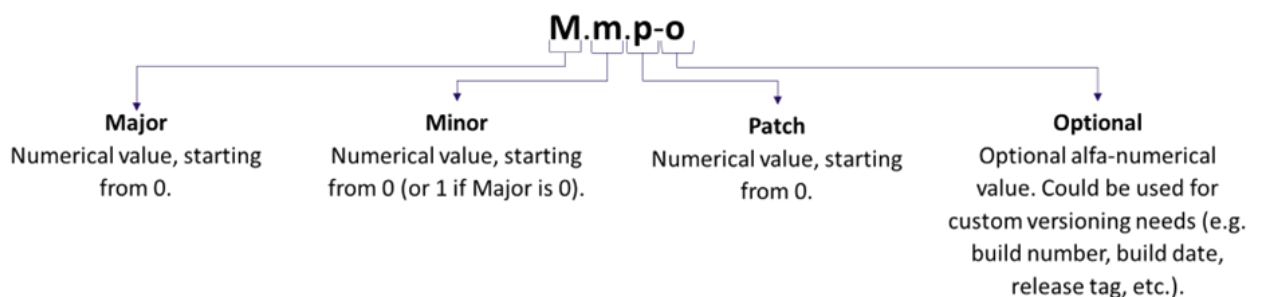 M.m.p-o
Major
Numerical value, starting
from 0.
Minor
Numerical value, starting
from 0 (or 1 if Major is 0).
Patch
Numerical value, starting
from 0.
Optional
Optional alfa-numerical
value. Could be used for
custom versioning needs (e.g.
build number, build date,
release tag, etc.).